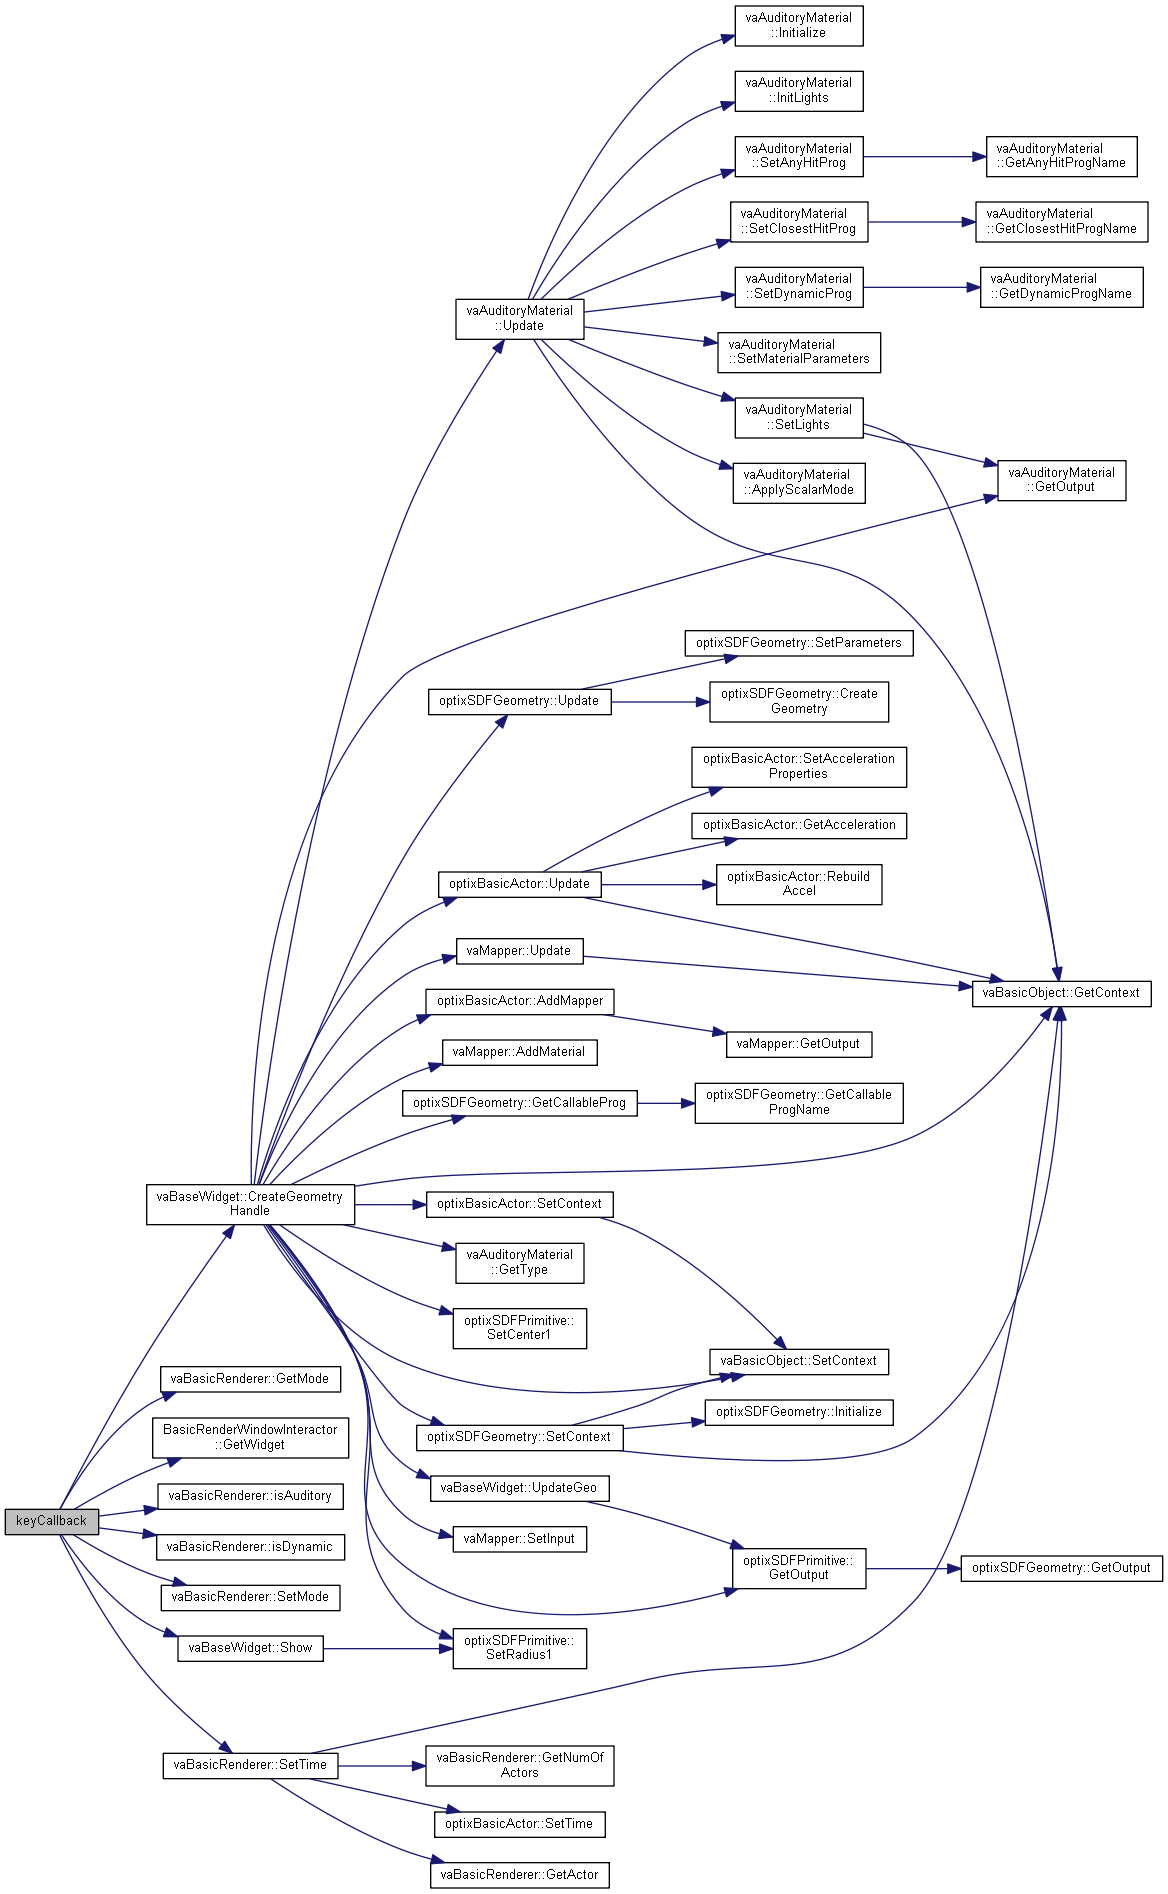 vaAuditoryMaterial
::Initialize
vaAuditoryMaterial
::InitLights
vaAuditoryMaterial
::SetAnyHitProg
vaAuditoryMaterial
::GetAnyHitProgName
vaAuditoryMaterial
::SetClosestHitProg
vaAuditoryMaterial
::GetClosestHitProgName
vaAuditoryMaterial
::SetDynamicProg
vaAuditoryMaterial
::GetDynamicProgName
vaAuditoryMaterial
::Update
vaAuditoryMaterial
::SetMaterialParameters
vaAuditoryMaterial
::SetLights
vaAuditoryMaterial
::ApplyScalarMode
vaAuditoryMaterial
::GetOutput
optixSDFGeometry::SetParameters
optixSDFGeometry::Update
optixSDFGeometry::Create
Geometry
optixBasicActor::SetAcceleration
Properties
optixBasicActor::GetAcceleration
optixBasicActor::Update
optixBasicActor::Rebuild
Accel
vaMapper::Update
vaBasicObject::GetContext
optixBasicActor::AddMapper
vaMapper::GetOutput
vaMapper::AddMaterial
optixSDFGeometry::GetCallableProg
optixSDFGeometry::GetCallable
ProgName
vaBaseWidget::CreateGeometry
Handle
optixBasicActor::SetContext
vaAuditoryMaterial
::GetType
optixSDFPrimitive::
SetCenter1
vaBasicObject::SetContext
vaBasicRenderer::GetMode
optixSDFGeometry::Initialize
BasicRenderWindowInteractor
::GetWidget
optixSDFGeometry::SetContext
vaBaseWidget::UpdateGeo
vaBasicRenderer::isAuditory
keyCallback
vaMapper::SetInput
vaBasicRenderer::isDynamic
optixSDFPrimitive::
GetOutput
optixSDFGeometry::GetOutput
vaBasicRenderer::SetMode
vaBaseWidget::Show
optixSDFPrimitive::
SetRadius1
vaBasicRenderer::SetTime
vaBasicRenderer::GetNumOf
Actors
optixBasicActor::SetTime
vaBasicRenderer::GetActor